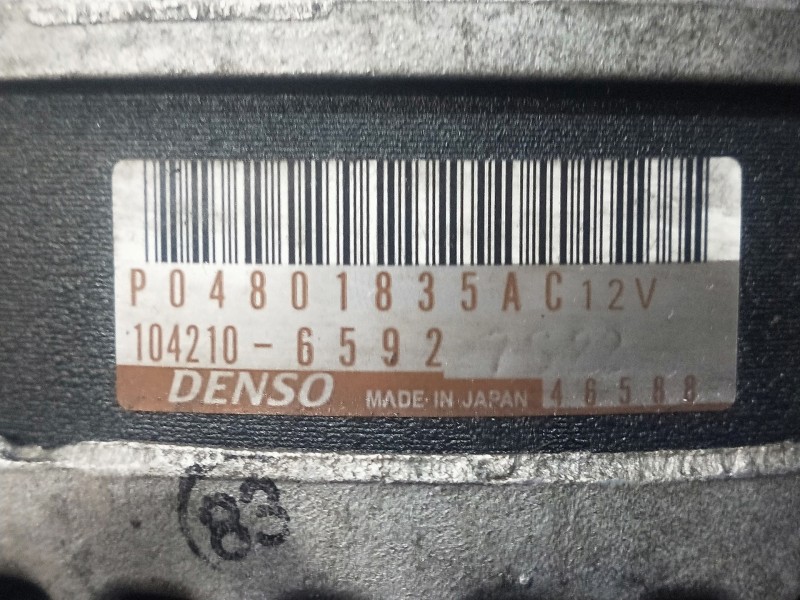 P04801835AC 12V
104210-6592
DENSO MADE IN JAPAN 46588
(83